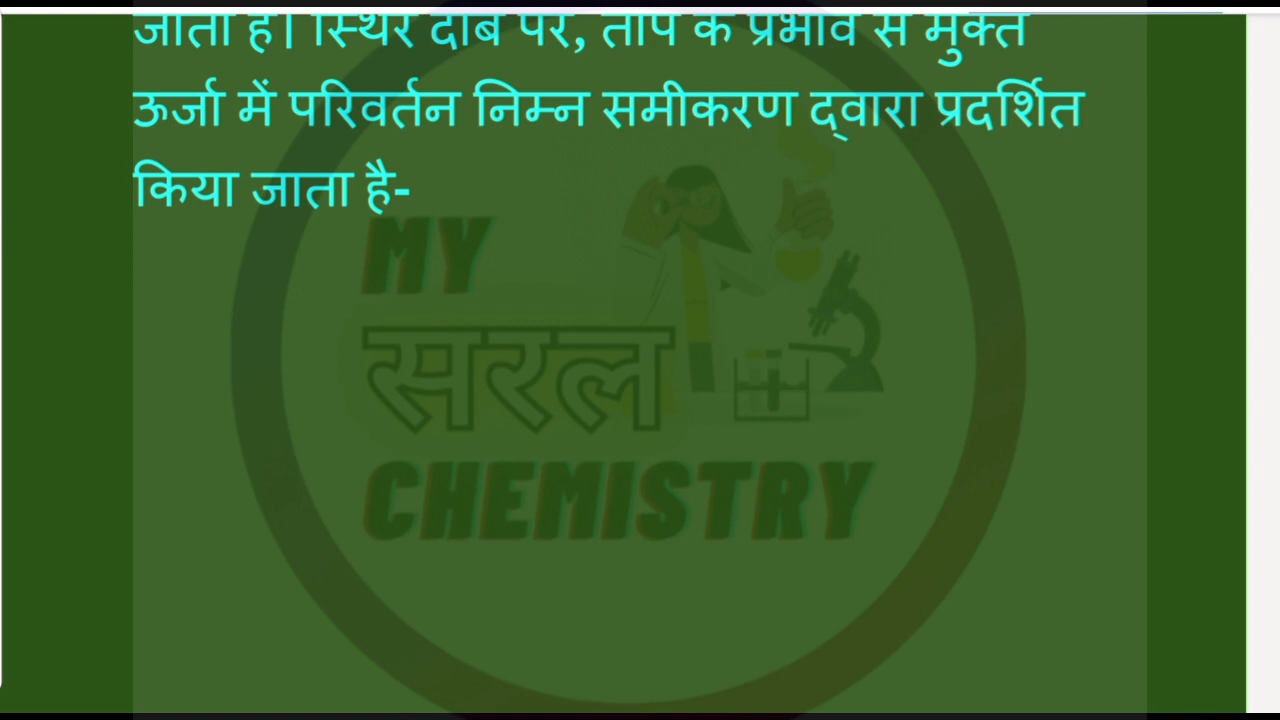 जाता है। स्थिर दाब पर, ताप के प्रभाव से मुक्त
ऊर्जा में परिवर्तन निम्न समीकरण द्वारा प्रदर्शित
किया जाता है-
MY
सरल
CHEMISTRY